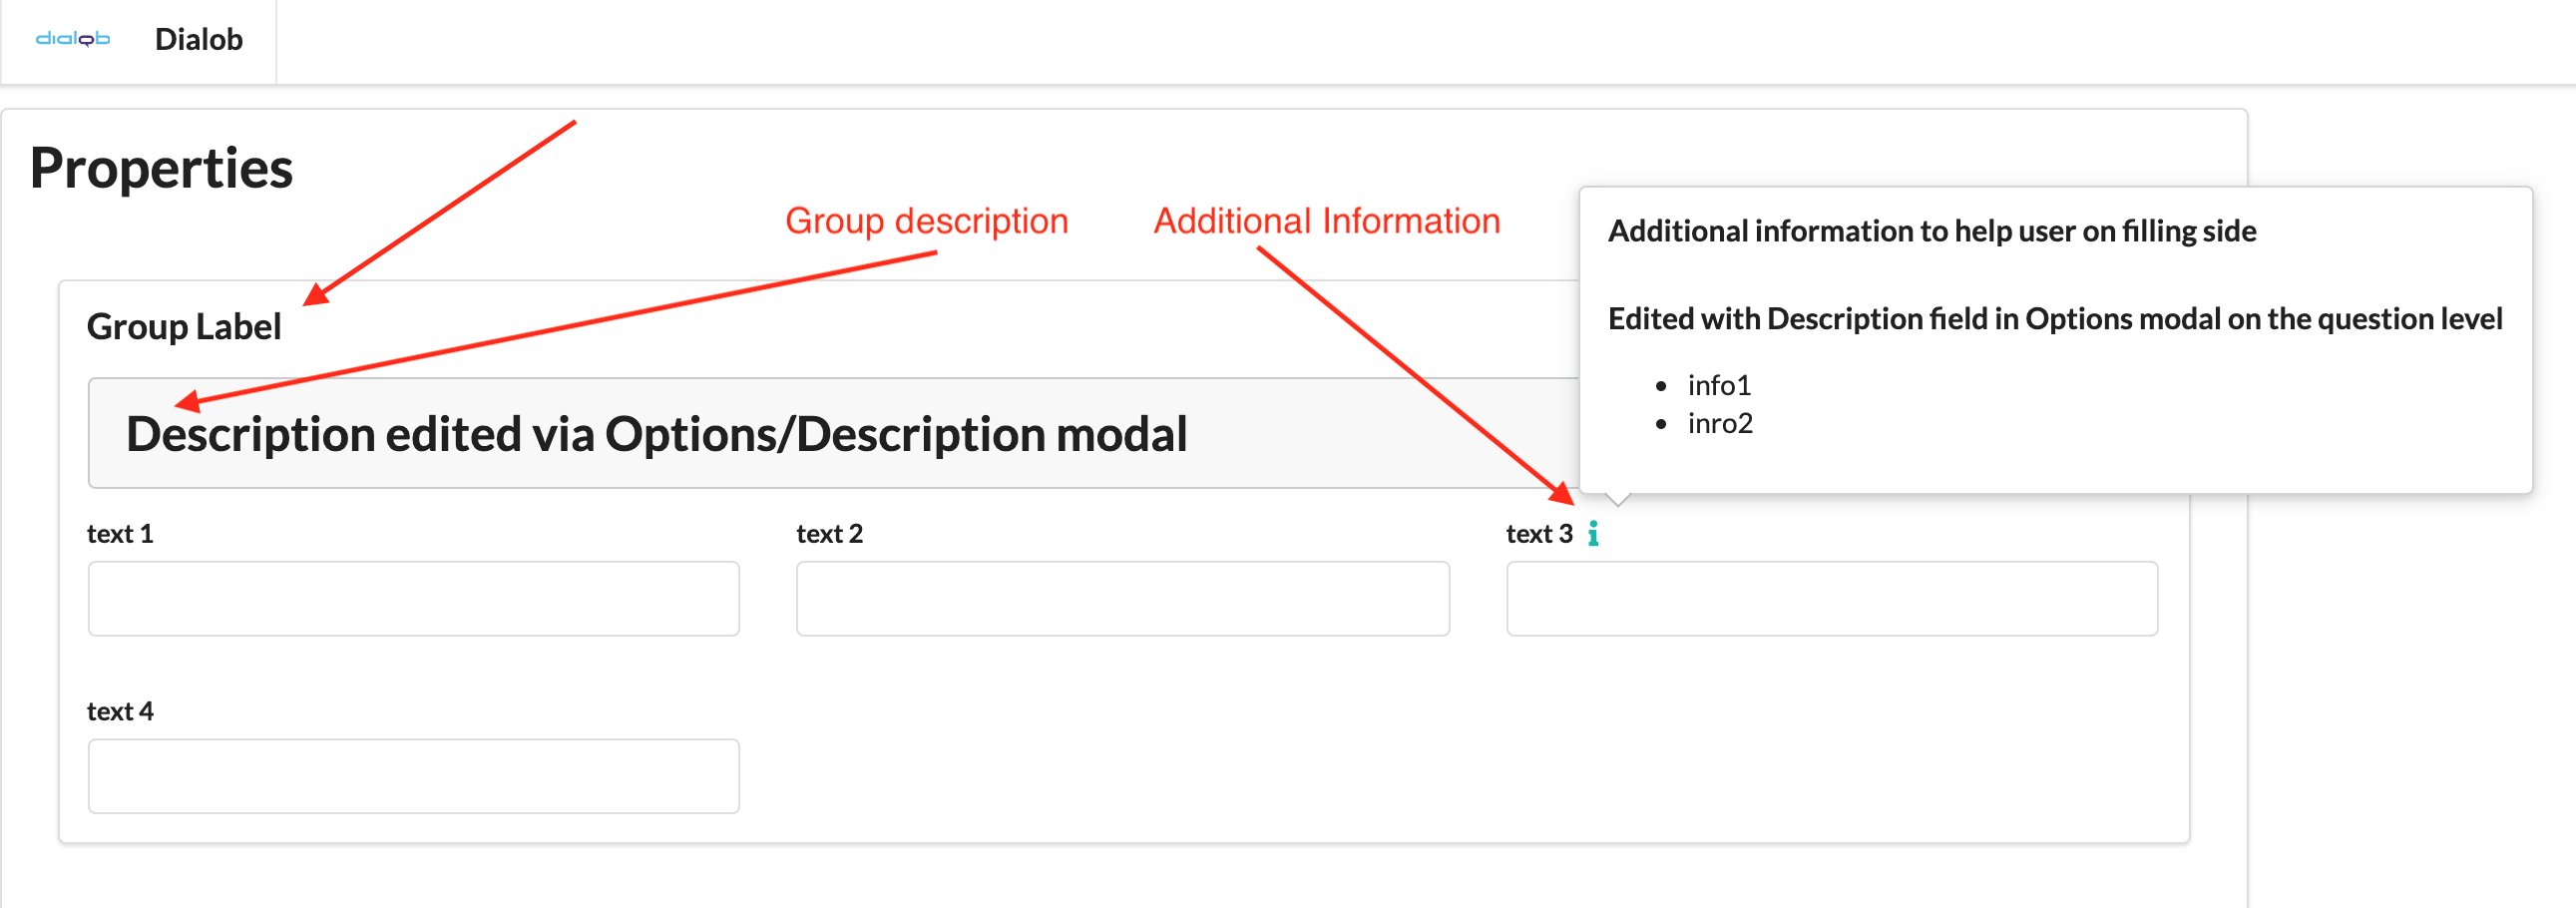 dialob Dialob
Properties
Group description
Additional Information
Additional information to help user on filling side
Edited with Description field in Options modal on the question level
• info1
• inro2
Group Label
Description edited via Options/Description modal
text 1
text 2
text 3 i
text 4